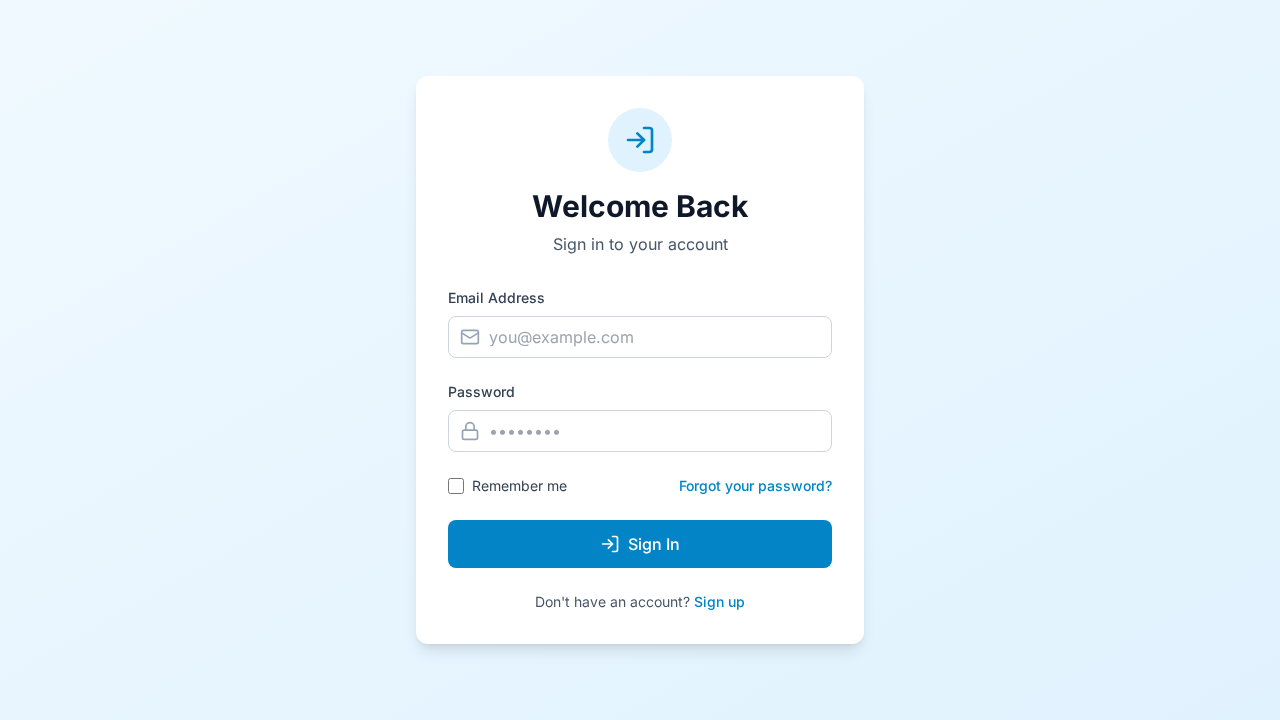 Welcome Back
Sign in to your account
Email Address
you@example.com
Password
••••••••
Remember me
Forgot your password?
Sign In
Don't have an account? Sign up